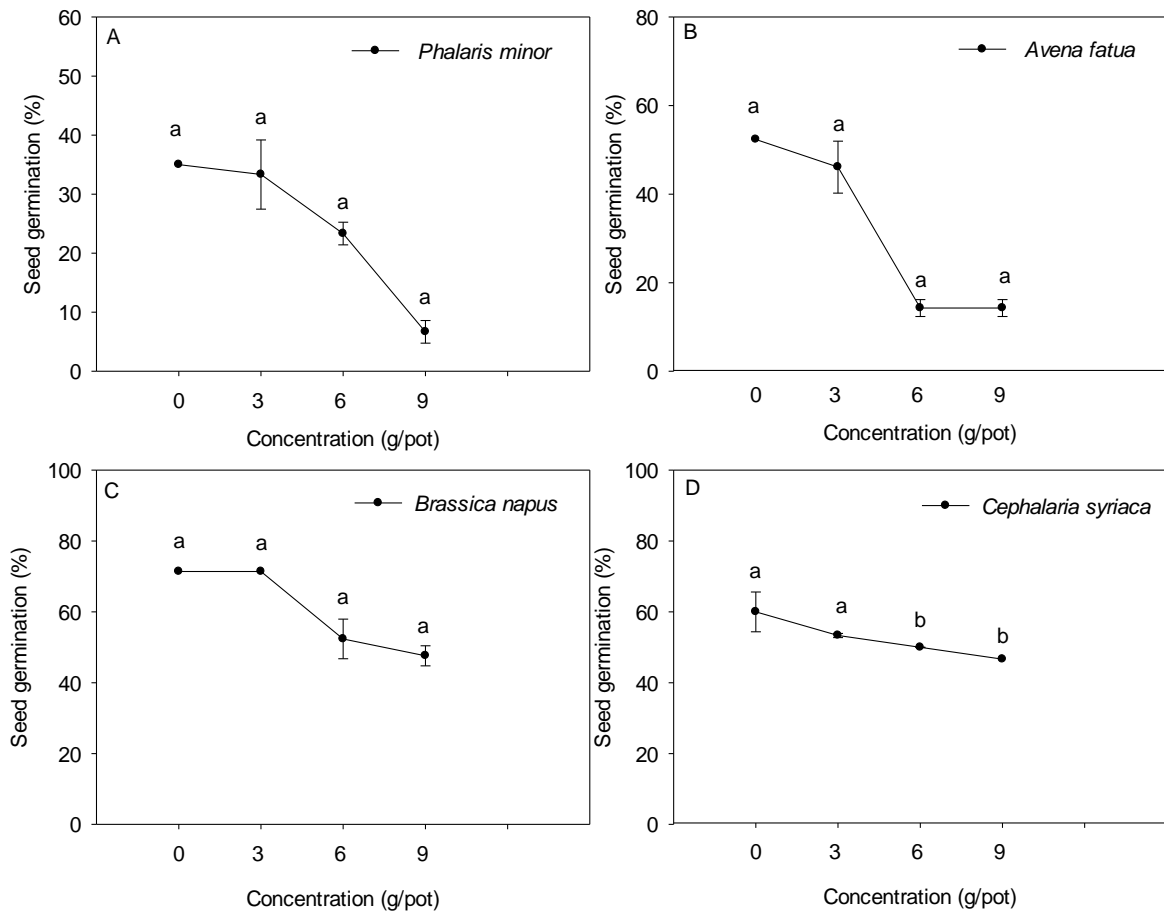 A
Phalaris minor
60
50
40
30
20
10
0
Seed germination (%)
a
a
a
a
0 3 6 9
Concentration (g/pot)
B
Avena fatua
80
60
40
20
0
Seed germination (%)
a
a
a
a
0 3 6 9
Concentration (g/pot)
C
Brassica napus
100
80
60
40
20
0
Seed germination (%)
a
a
a
a
0 3 6 9
Concentration (g/pot)
D
Cephalaria syriaca
100
80
60
40
20
0
Seed germination (%)
a
a
b
b
0 3 6 9
Concentration (g/pot)